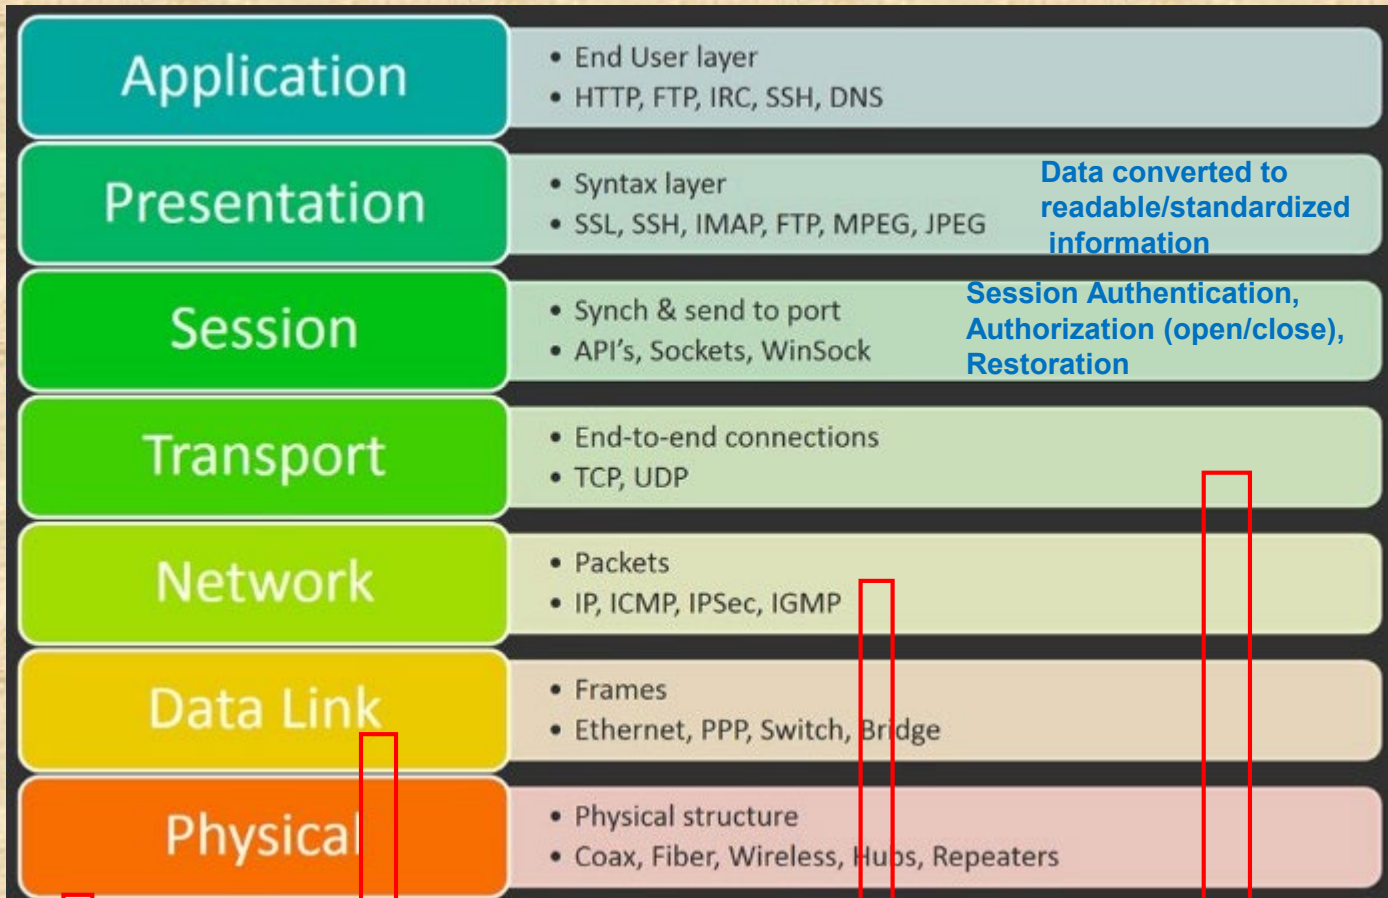 Application
• End User layer
• HTTP, FTP, IRC, SSH, DNS
Presentation
• Syntax layer
• SSL, SSH, IMAP, FTP, MPEG, JPEG
Data converted to
readable/standardized
information
Session
• Synch & send to port
• API's, Sockets, WinSock
Session Authentication,
Authorization (open/close),
Restoration
Transport
• End-to-end connections
• TCP, UDP
Network
• Packets
• IP, ICMP, IPSec, IGMP
Data Link
• Frames
• Ethernet, PPP, Switch, Bridge
Physical
• Physical structure
• Coax, Fiber, Wireless, Hubs, Repeaters